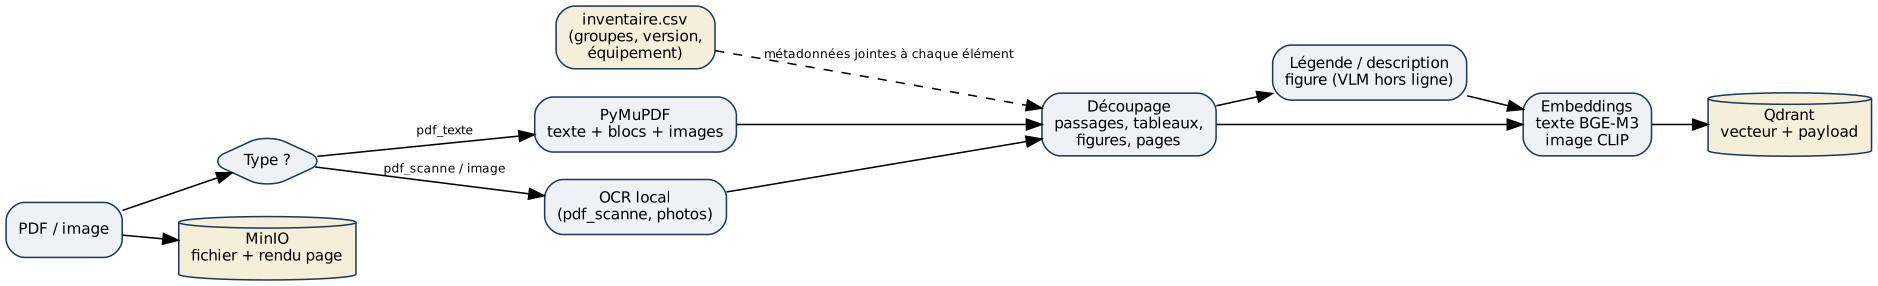 PDF / image
Type ?
MinIO
fichier + rendu page
pdf_texte
pdf_scanne / image
inventaire.csv
(groupes, version,
équipement)
PyMuPDF
texte + blocs + images
OCR local
(pdf_scanne, photos)
métadonnées jointes à chaque élément
Découpage
passages, tableaux,
figures, pages
Légende / description
figure (VLM hors ligne)
Embeddings
texte BGE-M3
image CLIP
Qdrant
vecteur + payload